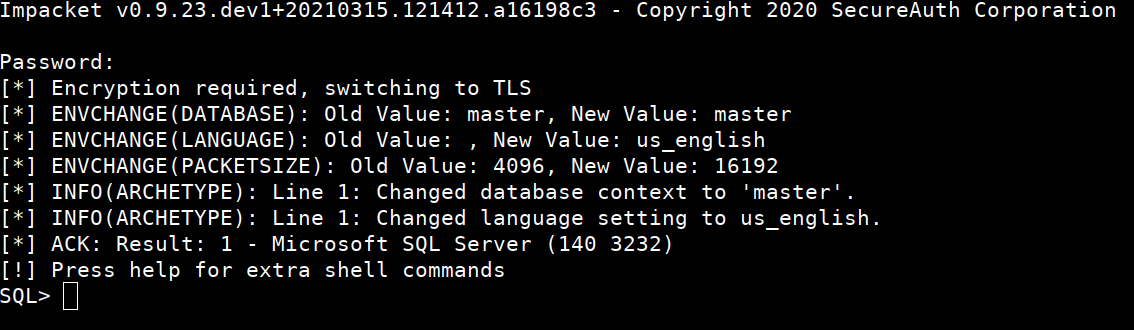 Impacket v0.9.23.dev1+20210315.121412.a16198c3 - Copyright 2020 SecureAuth Corporation
Password:
[*] Encryption required, switching to TLS
[*] ENVCHANGE(DATABASE): Old Value: master, New Value: master
[*] ENVCHANGE(LANGUAGE): Old Value: , New Value: us_english
[*] ENVCHANGE(PACKETSIZE): Old Value: 4096, New Value: 16192
[*] INFO(ARCHETYPE): Line 1: Changed database context to 'master'.
[*] INFO(ARCHETYPE): Line 1: Changed language setting to us_english.
[*] ACK: Result: 1 - Microsoft SQL Server (140 3232)
[!] Press help for extra shell commands
SQL>